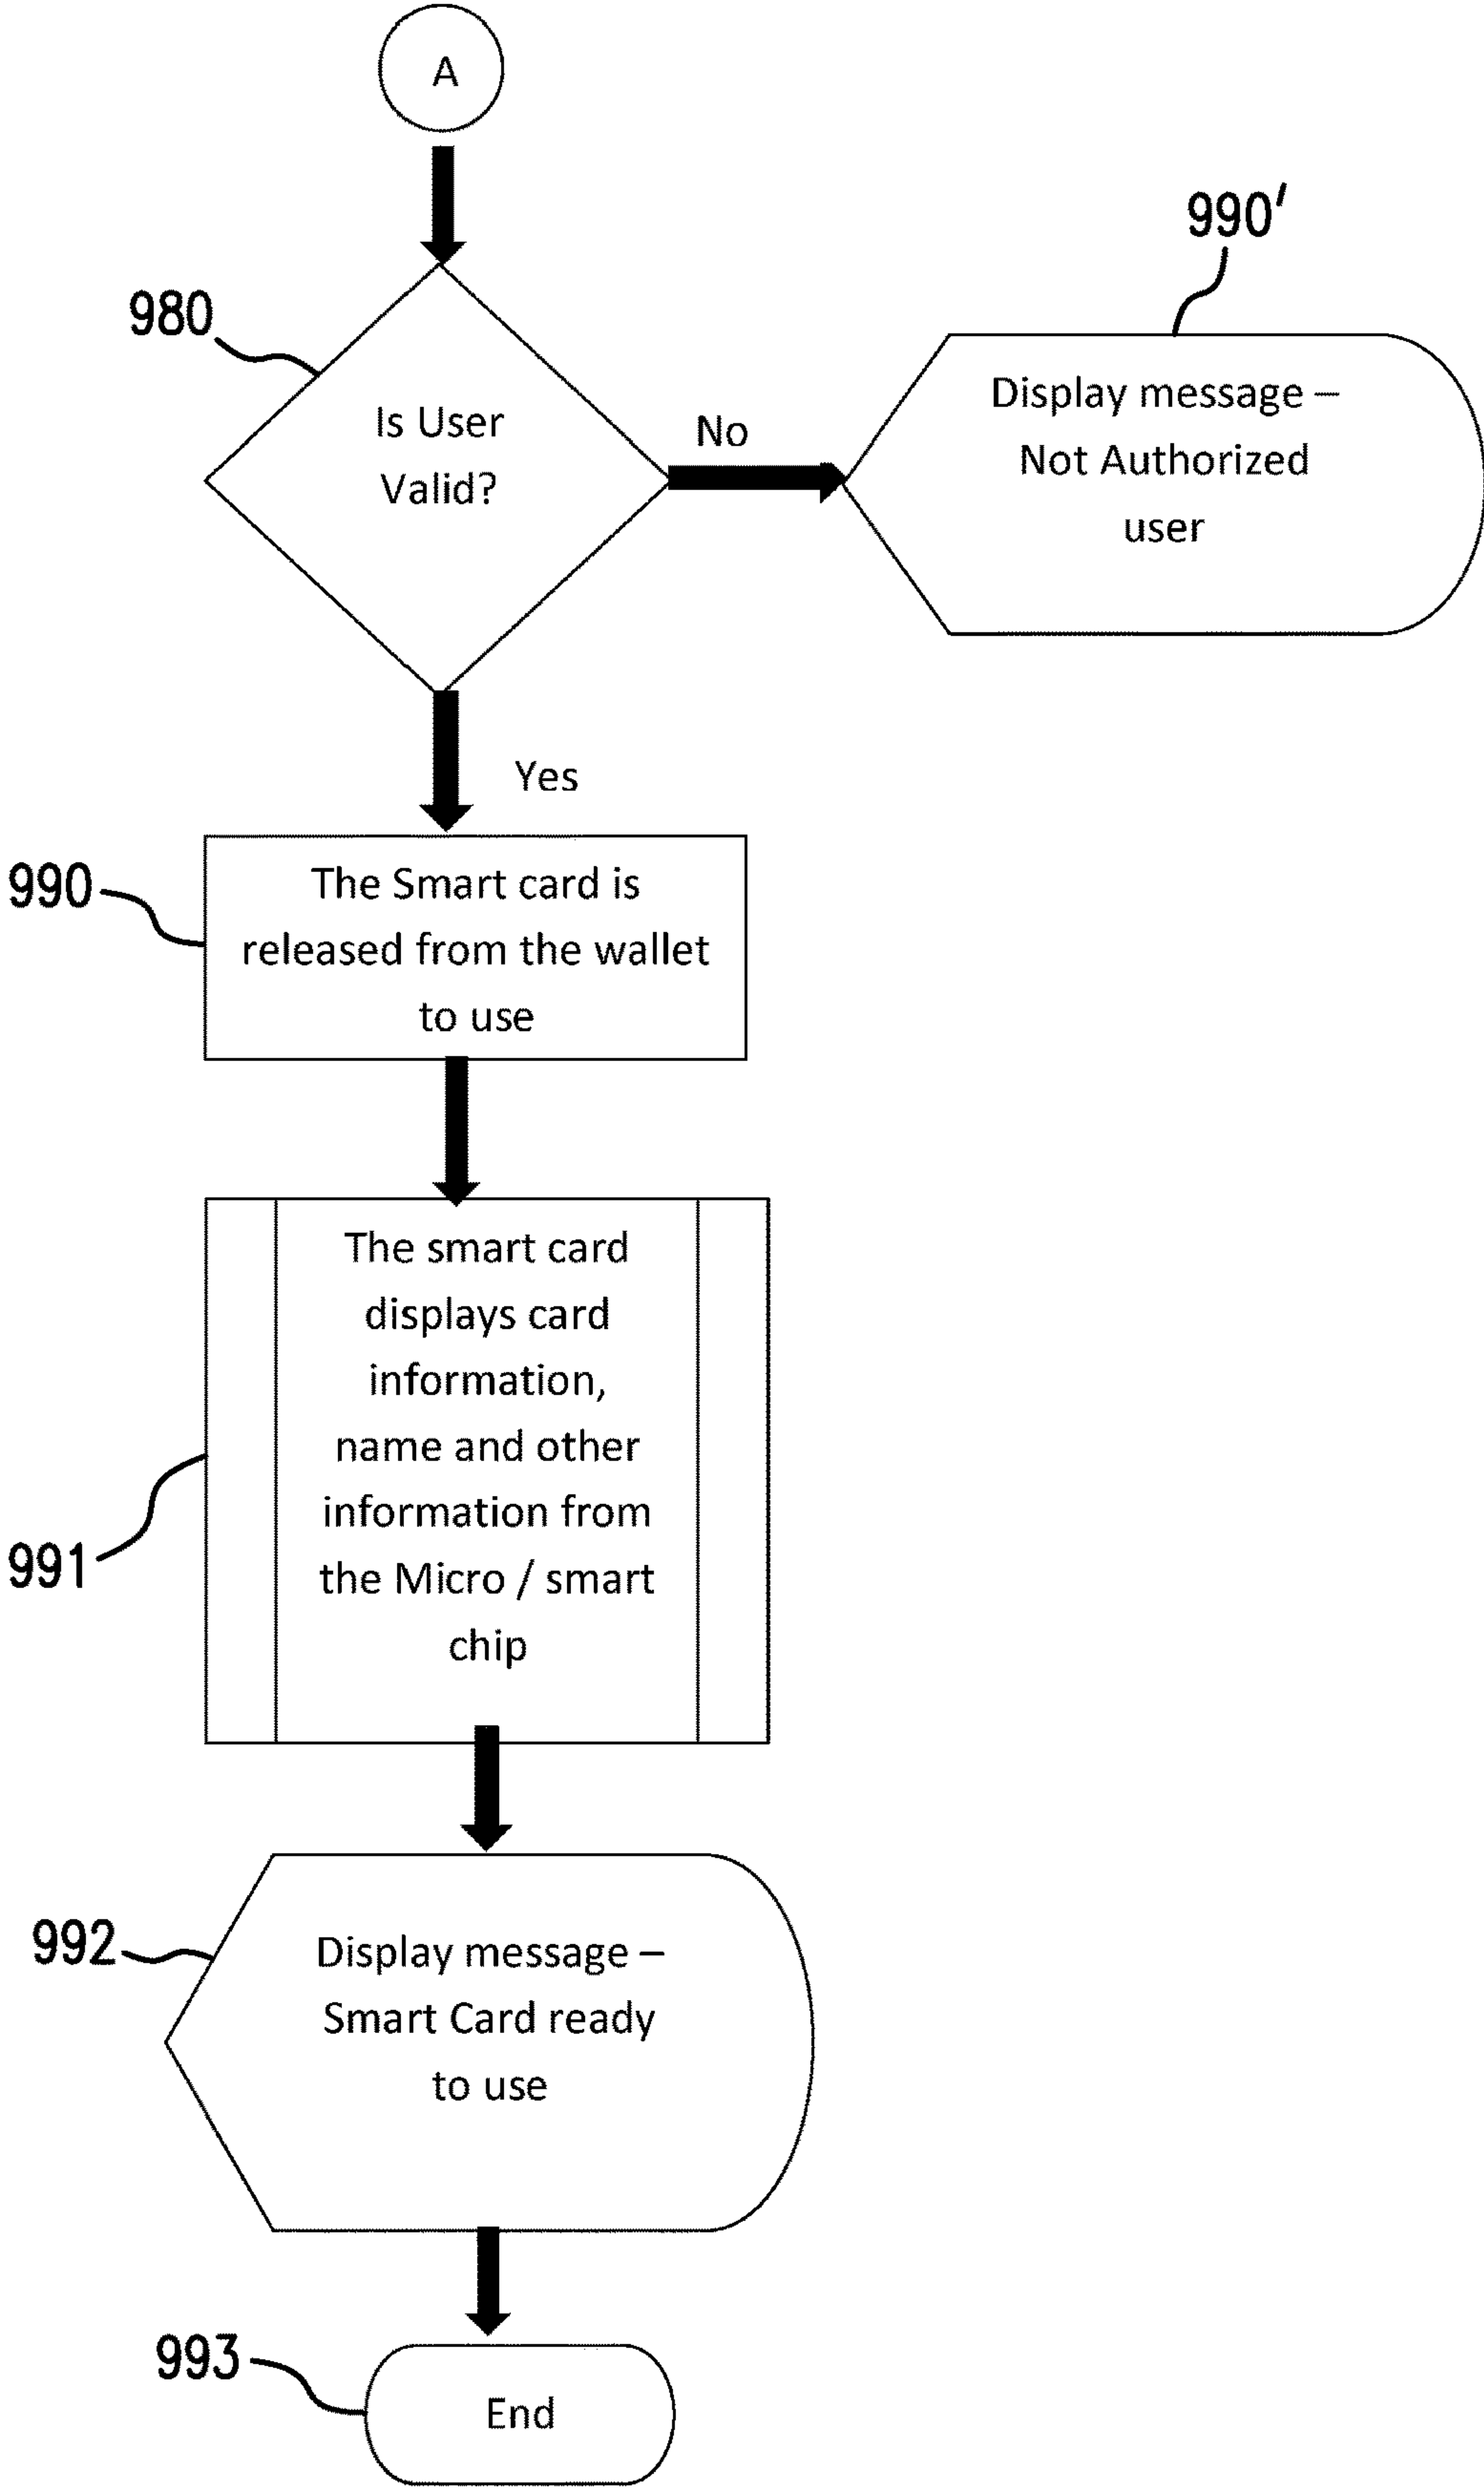 A
990'
980
Is User
Valid?
No
Display message –
Not Authorized
user
Yes
990
The Smart card is
released from the wallet
to use
The smart card
displays card
information,
name and other
information from
the Micro / smart
chip
991
992
Display message –
Smart Card ready
to use
993
End